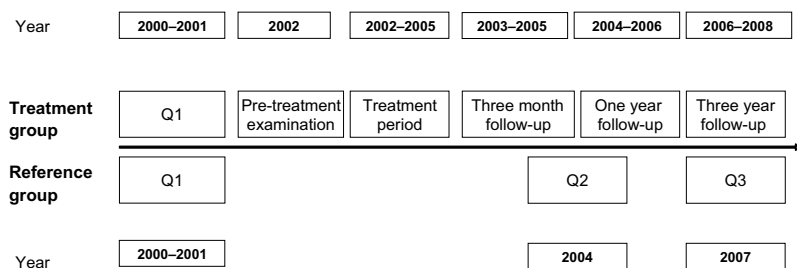 Year 2000–2001 2002 2002–2005 2003–2005 2004–2006 2006–2008
Treatment group Q1 Pre-treatment examination Treatment period Three month follow-up One year follow-up Three year follow-up
Reference group Q1 Q2 Q3
Year 2000–2001 2004 2007